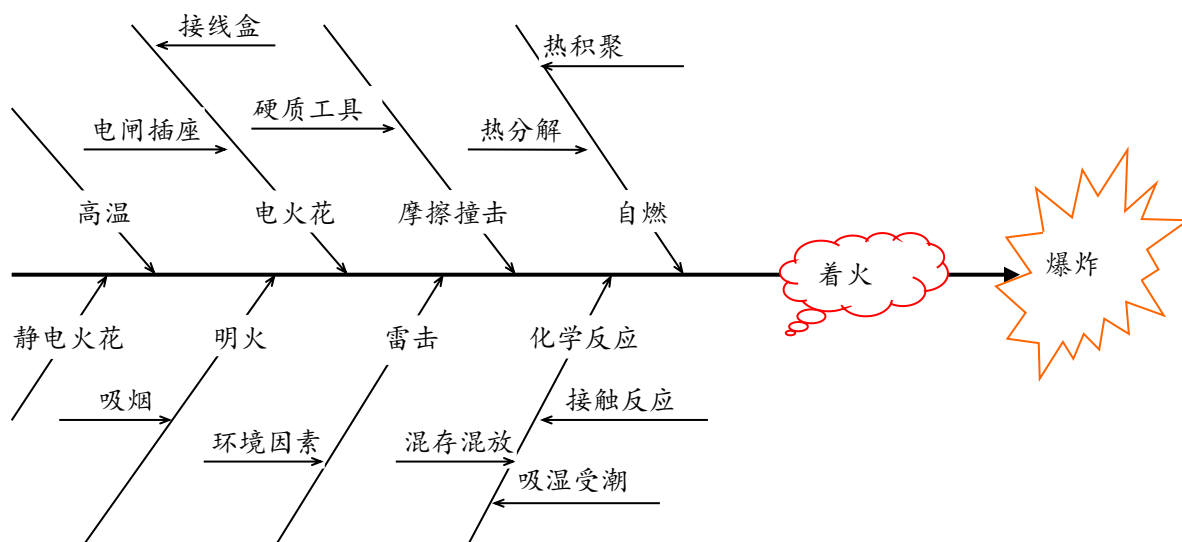 接线盒
热积聚
硬质工具
电闸插座
热分解
高温
电火花
摩擦撞击
自燃
着火
爆炸
静电火花
明火
雷击
化学反应
吸烟
接触反应
环境因素
混存混放
吸湿受潮